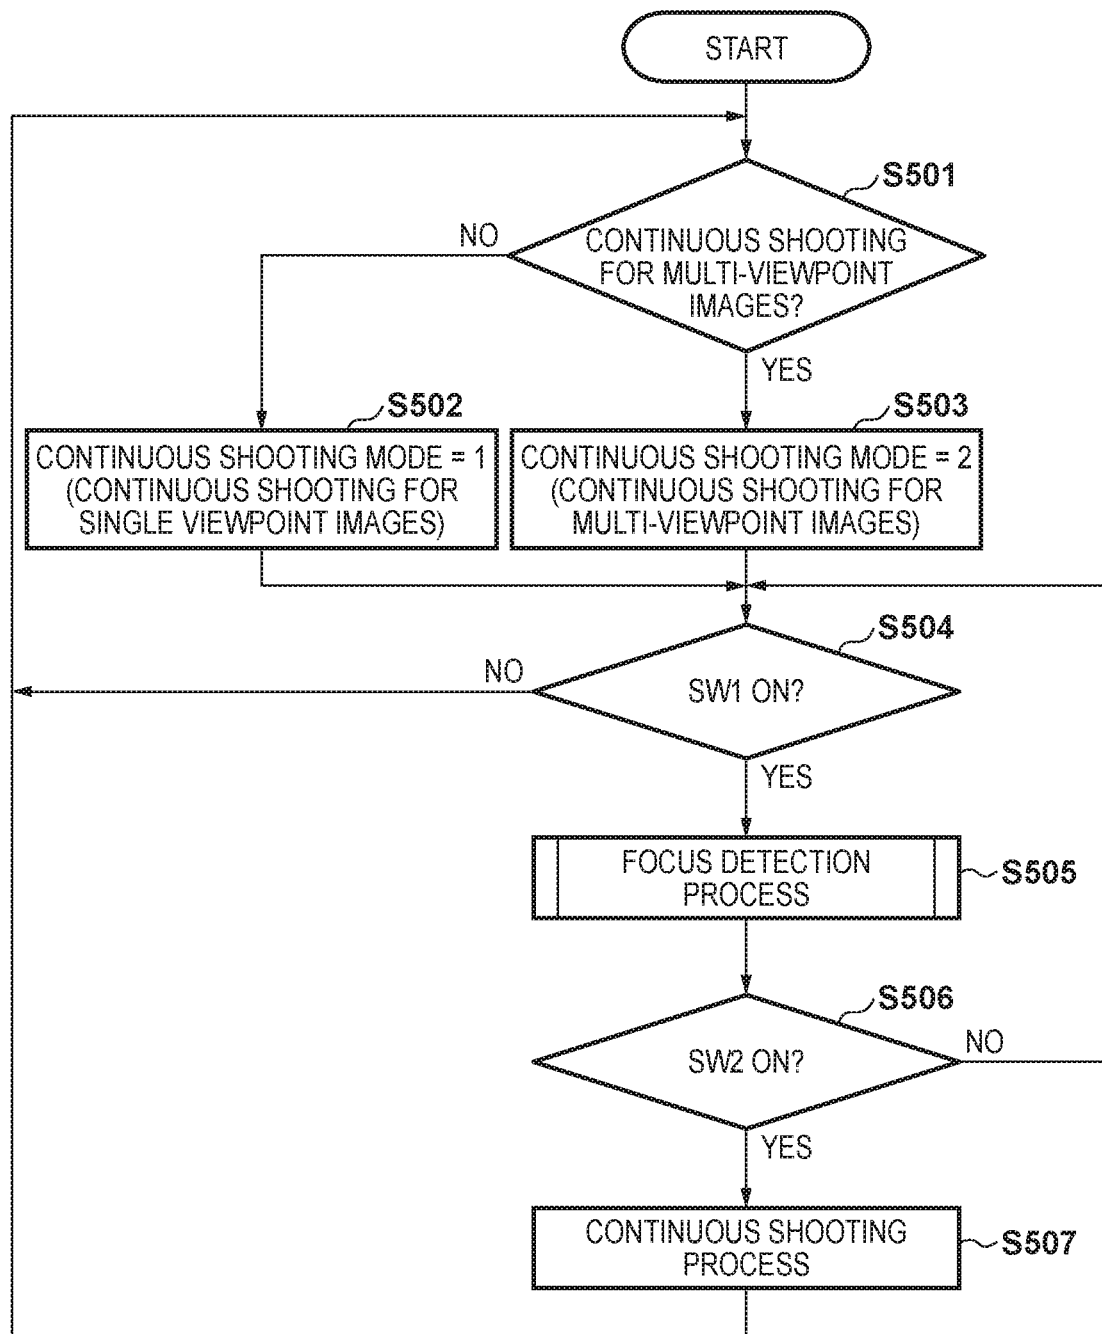 START
S501
NO
CONTINUOUS SHOOTING
FOR MULTI-VIEWPOINT
IMAGES?
YES
S502
CONTINUOUS SHOOTING MODE = 1
(CONTINUOUS SHOOTING FOR
SINGLE VIEWPOINT IMAGES)
S503
CONTINUOUS SHOOTING MODE = 2
(CONTINUOUS SHOOTING FOR
MULTI-VIEWPOINT IMAGES)
S504
NO
SW1 ON?
YES
FOCUS DETECTION
PROCESS
S505
S506
SW2 ON?
NO
YES
CONTINUOUS SHOOTING
PROCESS
S507